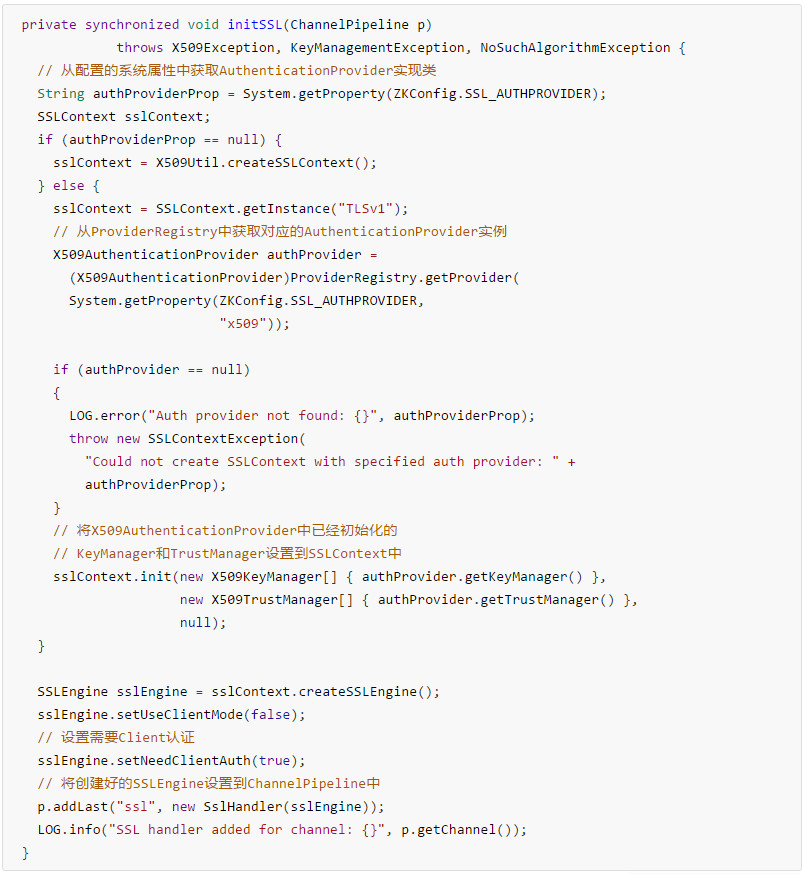 private synchronized void initSSL(ChannelPipeline p)
            throws X509Exception, KeyManagementException, NoSuchAlgorithmException {
  // 从配置的系统属性中获取AuthenticationProvider实现类
  String authProviderProp = System.getProperty(ZKConfig.SSL_AUTHPROVIDER);
  SSLContext sslContext;
  if (authProviderProp == null) {
    sslContext = X509Util.createSSLContext();
  } else {
    sslContext = SSLContext.getInstance("TLSv1");
    // 从ProviderRegistry中获取对应的AuthenticationProvider实例
    X509AuthenticationProvider authProvider =
      (X509AuthenticationProvider)ProviderRegistry.getProvider(
      System.getProperty(ZKConfig.SSL_AUTHPROVIDER,
                         "x509"));

    if (authProvider == null)
    {
      LOG.error("Auth provider not found: {}", authProviderProp);
      throw new SSLContextException(
        "Could not create SSLContext with specified auth provider: " +
        authProviderProp);
    }
    // 将X509AuthenticationProvider中已经初始化的
    // KeyManager和TrustManager设置到SSLContext中
    sslContext.init(new X509KeyManager[] { authProvider.getKeyManager() },
                    new X509TrustManager[] { authProvider.getTrustManager() },
                    null);
  }

  SSLEngine sslEngine = sslContext.createSSLEngine();
  sslEngine.setUseClientMode(false);
  // 设置需要Client认证
  sslEngine.setNeedClientAuth(true);
  // 将创建好的SSLEngine设置到ChannelPipeline中
  p.addLast("ssl", new SslHandler(sslEngine));
  LOG.info("SSL handler added for channel: {}", p.getChannel());
}